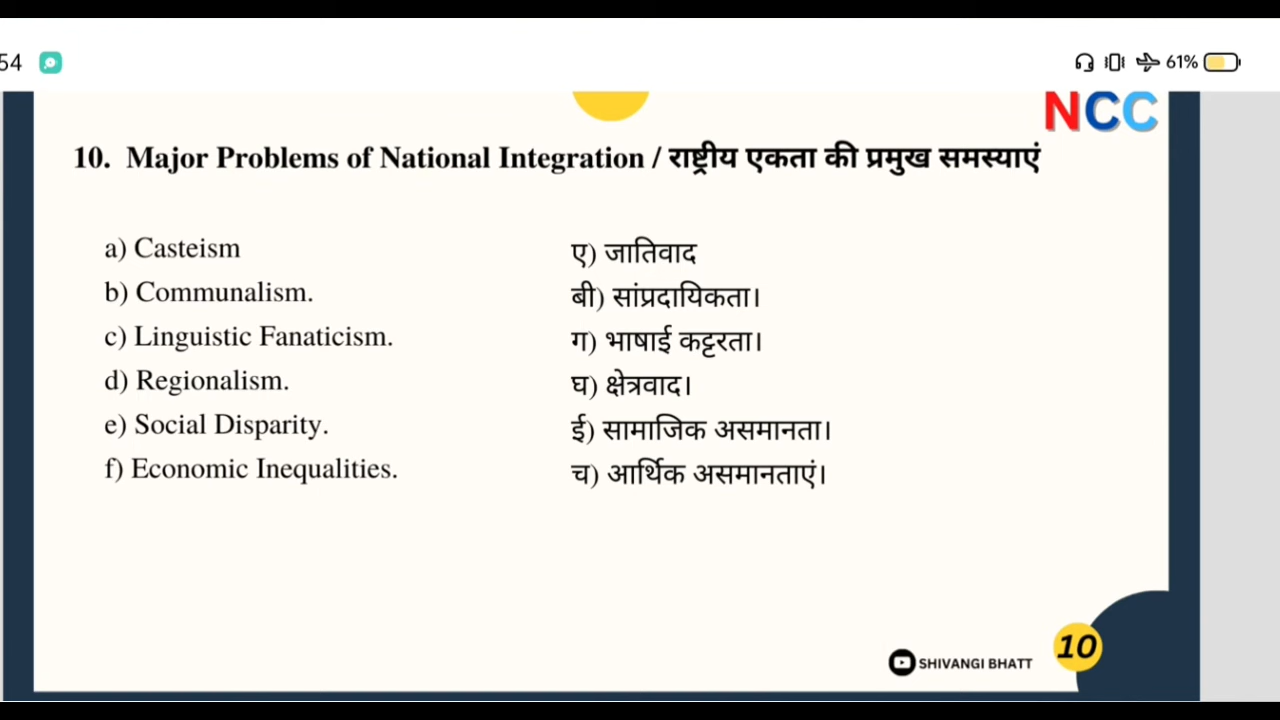 54
61%
NCC
10. Major Problems of National Integration / राष्ट्रीय एकता की प्रमुख समस्याएं
a) Casteism
b) Communalism.
c) Linguistic Fanaticism.
d) Regionalism.
e) Social Disparity.
f) Economic Inequalities.
ए) जातिवाद
बी) सांप्रदायिकता।
ग) भाषाई कट्टरता।
घ) क्षेत्रवाद।
ई) सामाजिक असमानता।
च) आर्थिक असमानताएं।
SHIVANGI BHATT
10